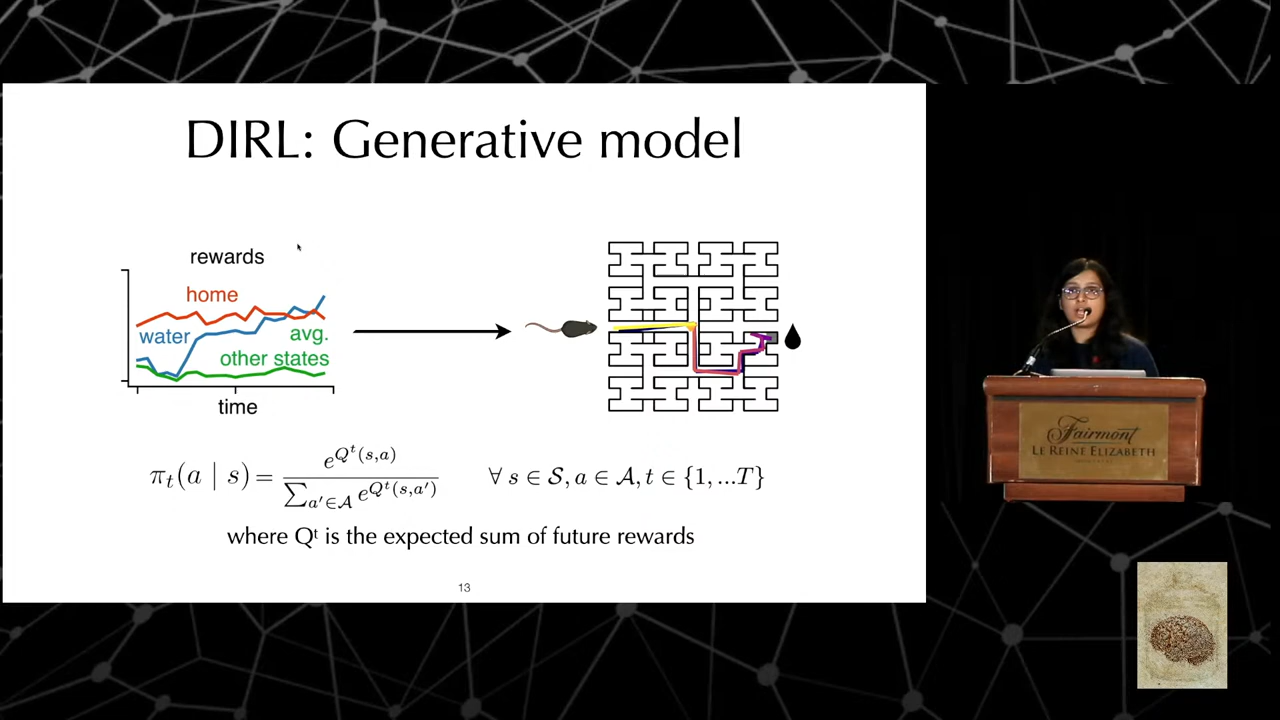 DIRL: Generative model
rewards
home
water
avg.
other states
time
π_t(a | s) = e^{Q^t(s,a)} / ∑_{a'∈𝒜} e^{Q^t(s,a')}   ∀ s ∈ 𝒮, a ∈ 𝒜, t ∈ {1, ...T}
where Qᵗ is the expected sum of future rewards
13
Fairmont
LE REINE ELIZABETH